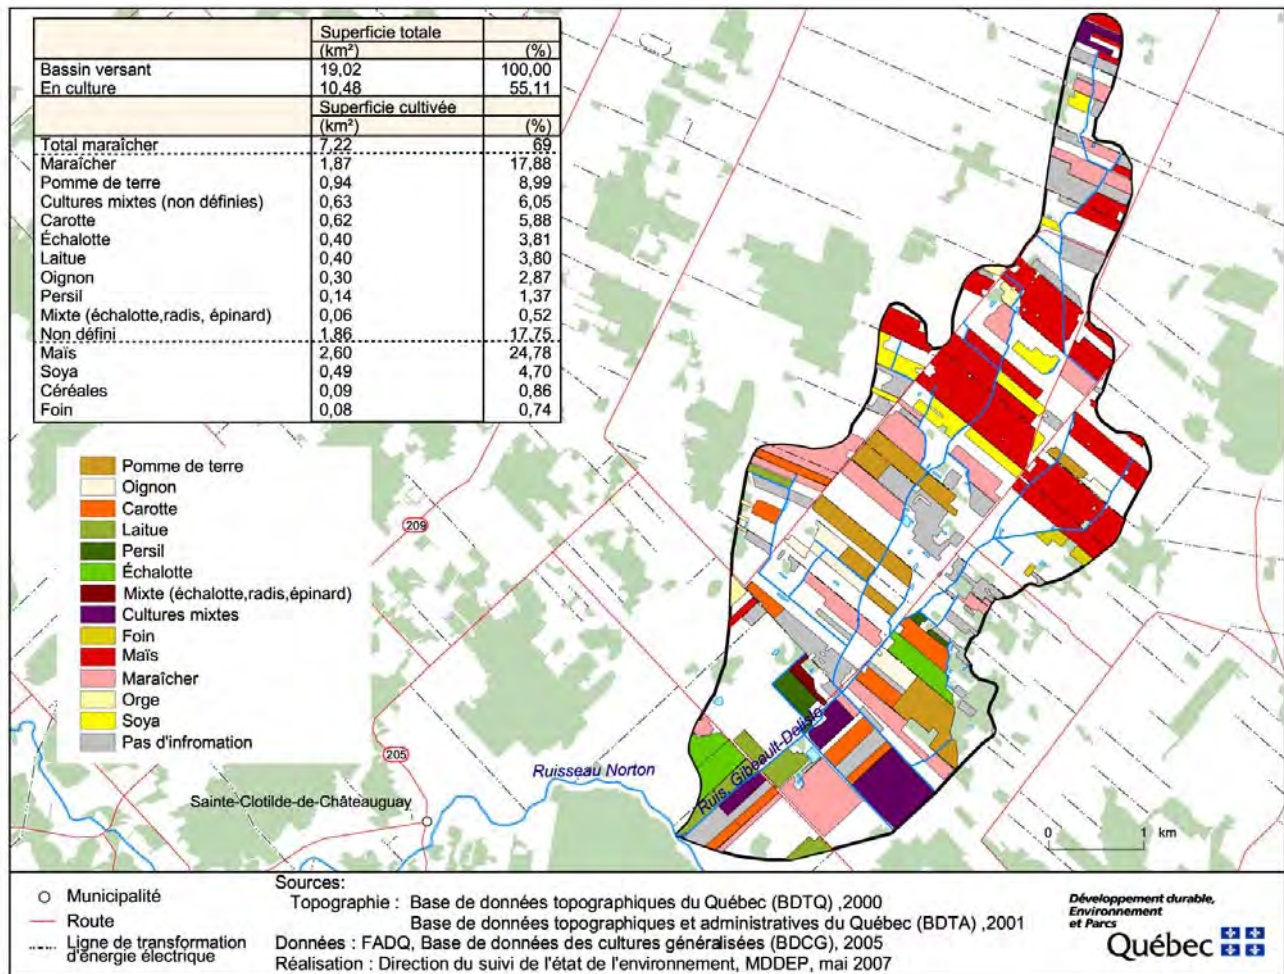 Superficie totale
(km²) (%)
Bassin versant 19,02 100,00
En culture 10,48 55,11
Superficie cultivée
(km²) (%)
Total maraîcher 7,22 69
Maraîcher 1,87 17,88
Pomme de terre 0,94 8,99
Cultures mixtes (non définies) 0,63 6,05
Carotte 0,62 5,88
Échalotte 0,40 3,81
Laitue 0,40 3,80
Oignon 0,30 2,87
Persil 0,14 1,37
Mixte (échalotte,radis, épinard) 0,06 0,52
Non défini 1,86 17,75
Maïs 2,60 24,78
Soya 0,49 4,70
Céréales 0,09 0,86
Foin 0,08 0,74
Pomme de terre
Oignon
Carotte
Laitue
Persil
Échalotte
Mixte (échalotte,radis,épinard)
Cultures mixtes
Foin
Maïs
Maraîcher
Orge
Soya
Pas d'infromation
209
205
Ruisseau Norton
Ruis. Gibeault-Delisle
Sainte-Clotilde-de-Châteauguay
0 1 km
Municipalité
Route
Ligne de transformation
d'énergie électrique
Sources:
Topographie : Base de données topographiques du Québec (BDTQ) ,2000
Base de données topographiques et administratives du Québec (BDTA) ,2001
Données : FADQ, Base de données des cultures généralisées (BDCG), 2005
Réalisation : Direction du suivi de l'état de l'environnement, MDDEP, mai 2007
Développement durable,
Environnement
et Parcs
Québec